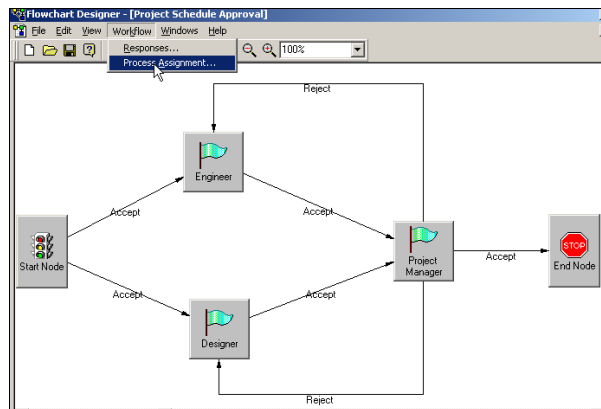 Flowchart Designer - [Project Schedule Approval]
File Edit View Workflow Windows Help
Responses...
100%
Process Assignment...
Reject
Engineer
Accept
Accept
Start Node
Project
Manager
Accept
STOP
End Node
Accept
Accept
Designer
Reject